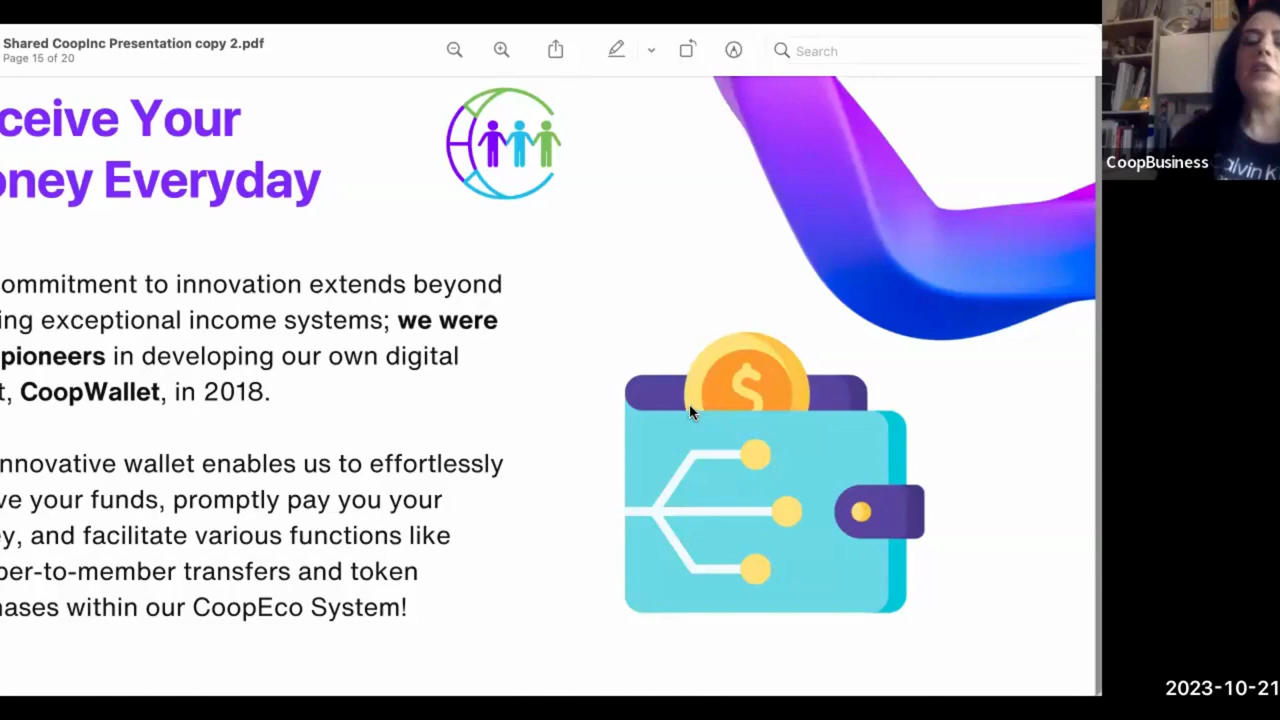 Shared CoopInc Presentation copy 2.pdf
Page 15 of 20
Search
ceive Your
oney Everyday
ommitment to innovation extends beyond
ing exceptional income systems; we were
pioneers in developing our own digital
t, CoopWallet, in 2018.
nnovative wallet enables us to effortlessly
ve your funds, promptly pay you your
y, and facilitate various functions like
ber-to-member transfers and token
hases within our CoopEco System!
$
CoopBusiness
alvin K
2023-10-21